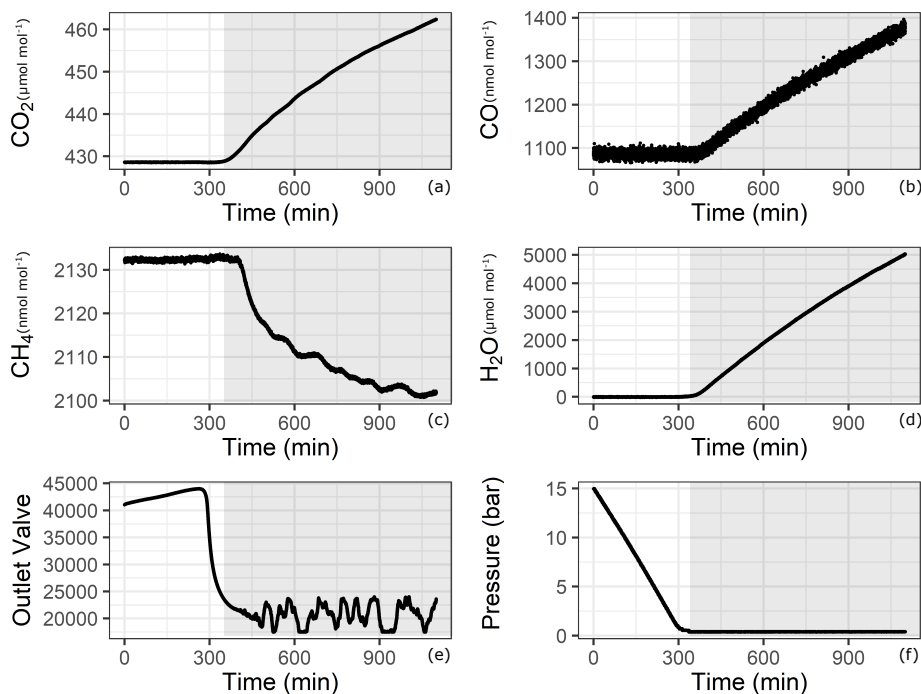 CO2(μmol mol-1)
460
450
440
430
0
300
600
900
Time (min)
(a)
CO(nmol mol-1)
1400
1300
1200
1100
0
300
600
900
Time (min)
(b)
CH4(nmol mol-1)
2130
2120
2110
2100
0
300
600
900
Time (min)
(c)
H2O(μmol mol-1)
5000
4000
3000
2000
1000
0
0
300
600
900
Time (min)
(d)
Outlet Valve
45000
40000
35000
30000
25000
20000
0
300
600
900
Time (min)
(e)
Pressure (bar)
15
10
5
0
0
300
600
900
Time (min)
(f)